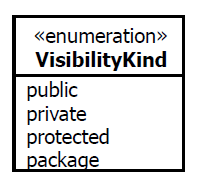 «enumeration»
VisibilityKind
public
private
protected
package